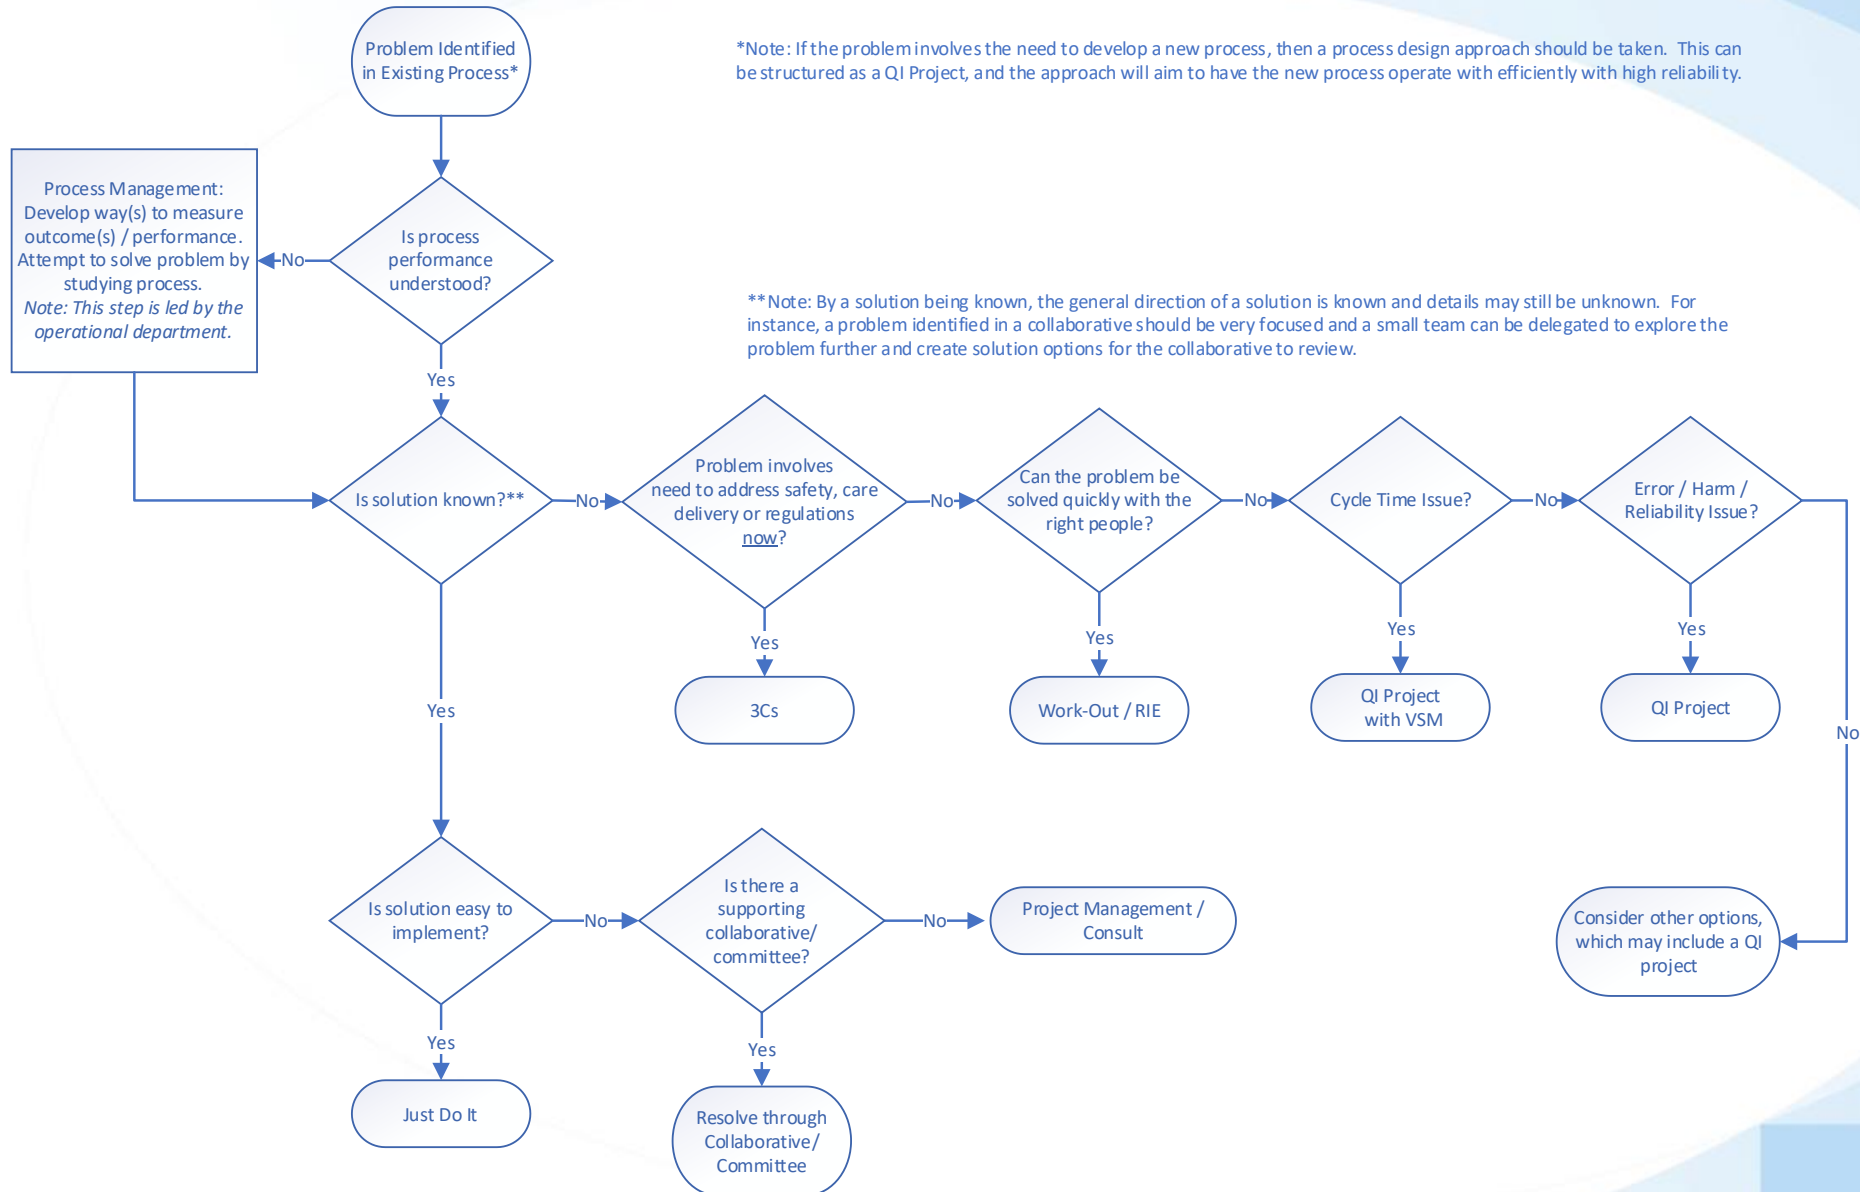 Problem Identified
in Existing Process*
*Note: If the problem involves the need to develop a new process, then a process design approach should be taken. This can
be structured as a QI Project, and the approach will aim to have the new process operate with efficiently with high reliability.
Process Management:
Develop way(s) to measure
outcome(s) / performance.
Attempt to solve problem by
studying process.
Note: This step is led by the
operational department.
No
Is process
performance
understood?
Yes
**Note: By a solution being known, the general direction of a solution is known and details may still be unknown. For
instance, a problem identified in a collaborative should be very focused and a small team can be delegated to explore the
problem further and create solution options for the collaborative to review.
Is solution known?**
No
Problem involves
need to address safety, care
delivery or regulations
now?
No
Can the problem be
solved quickly with the
right people?
No
Cycle Time Issue?
No
Error / Harm /
Reliability Issue?
Yes
Yes
Yes
Yes
Yes
No
3Cs
Work-Out / RIE
QI Project
with VSM
QI Project
Is solution easy to
implement?
No
Is there a
supporting
collaborative/
committee?
No
Project Management /
Consult
Consider other options,
which may include a QI
project
Yes
Yes
Just Do It
Resolve through
Collaborative/
Committee